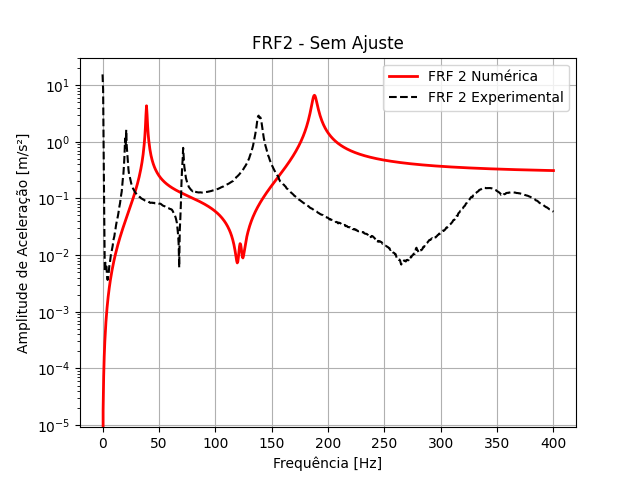 FRF2 - Sem Ajuste
FRF 2 Numérica
FRF 2 Experimental
Amplitude de Aceleração [m/s²]
10¹
10⁰
10⁻¹
10⁻²
10⁻³
10⁻⁴
10⁻⁵
0 50 100 150 200 250 300 350 400
Frequência [Hz]